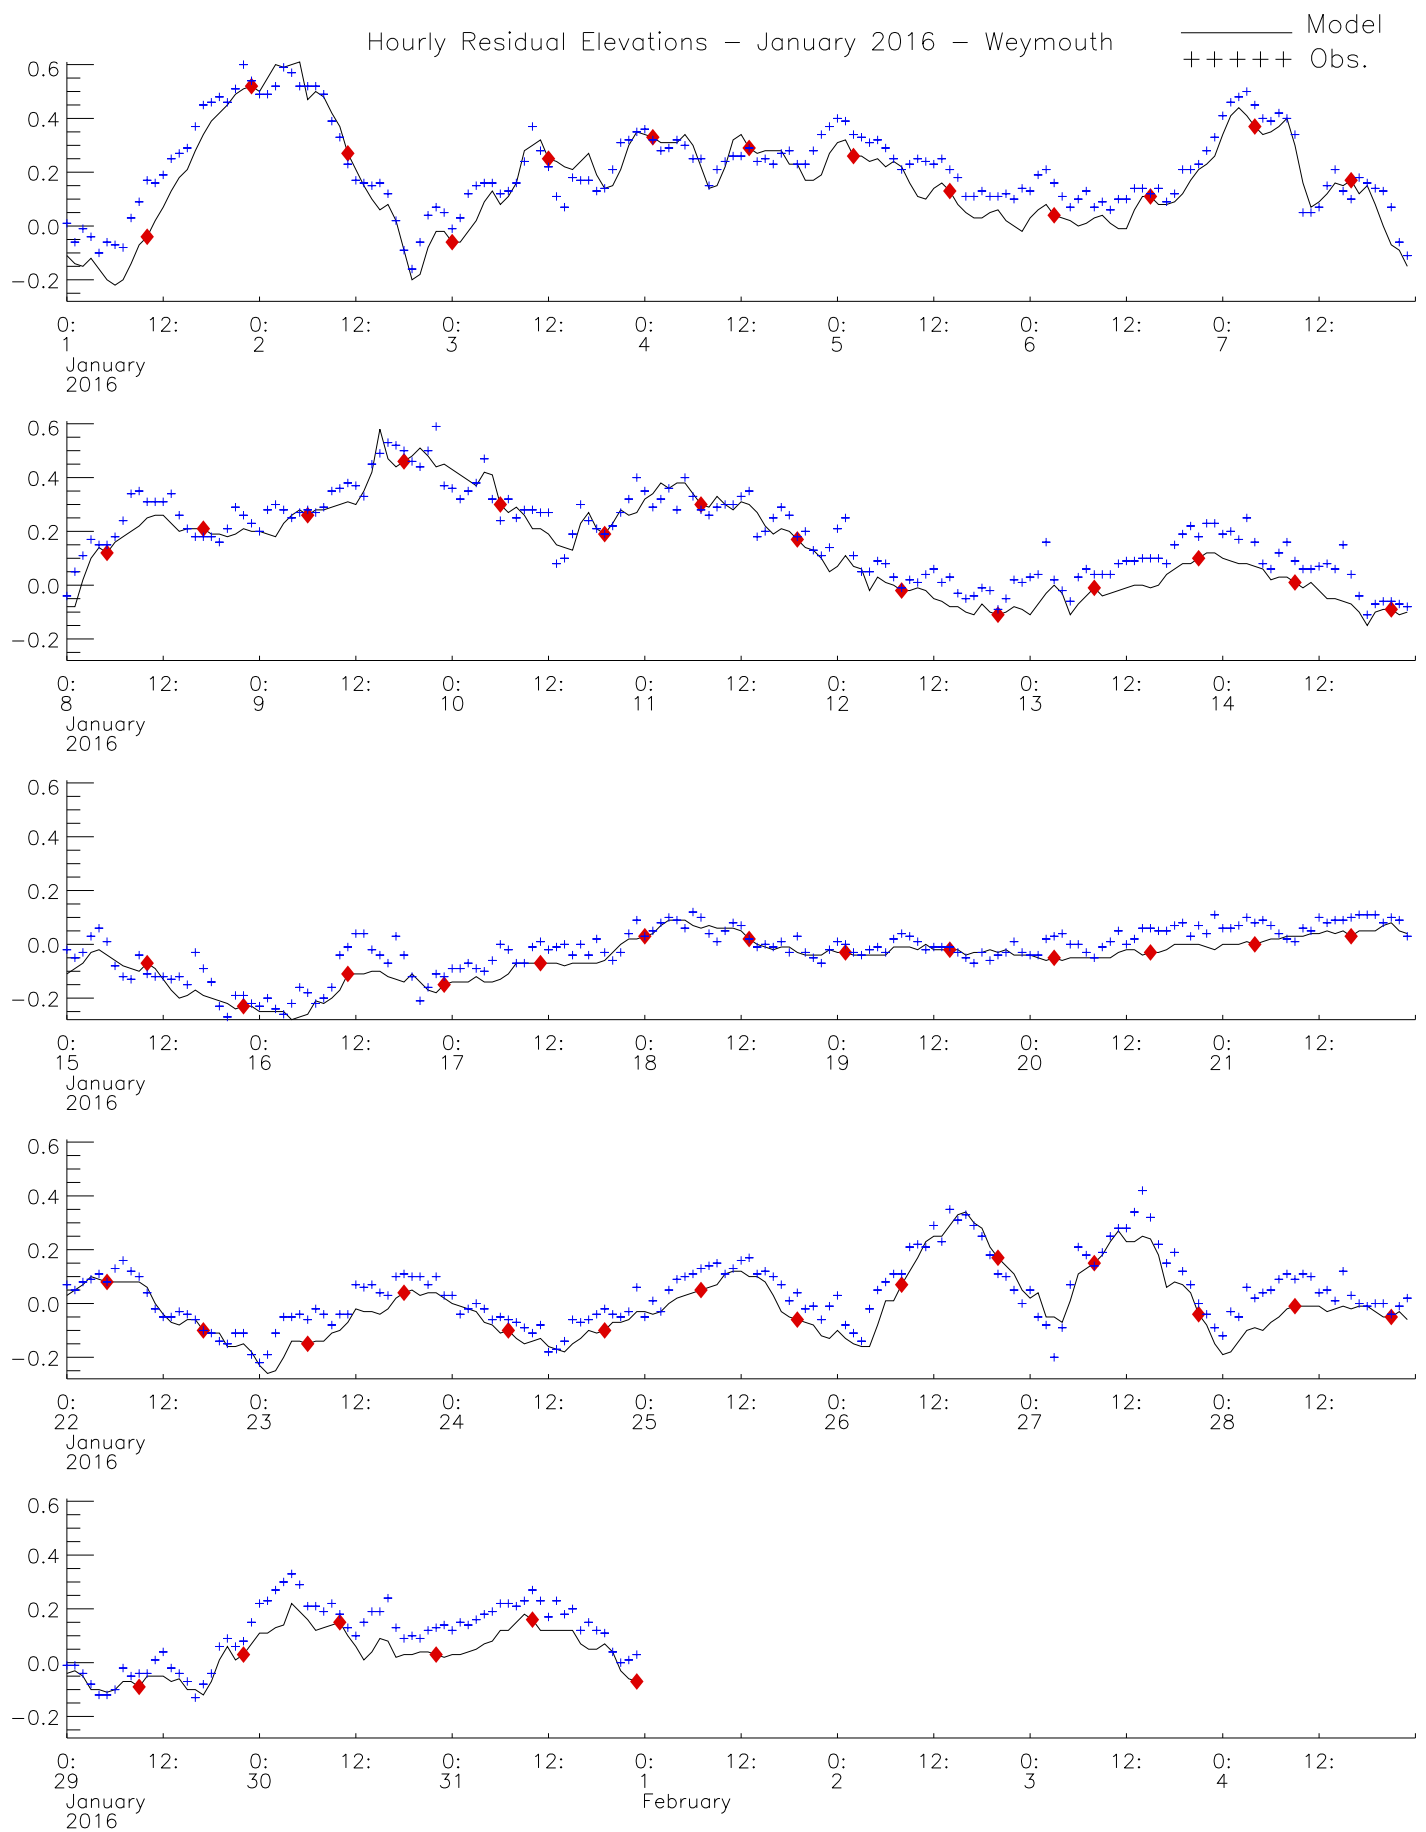 Hourly Residual Elevations – January 2016 – Weymouth
Model
+++++ Obs.
0.6
0.4
0.2
0.0
−0.2
0: 12: 0: 12: 0: 12: 0: 12: 0: 12: 0: 12: 0: 12:
1 2 3 4 5 6 7
January
2016
0.6
0.4
0.2
0.0
−0.2
0: 12: 0: 12: 0: 12: 0: 12: 0: 12: 0: 12: 0: 12:
8 9 10 11 12 13 14
January
2016
0.6
0.4
0.2
0.0
−0.2
0: 12: 0: 12: 0: 12: 0: 12: 0: 12: 0: 12: 0: 12:
15 16 17 18 19 20 21
January
2016
0.6
0.4
0.2
0.0
−0.2
0: 12: 0: 12: 0: 12: 0: 12: 0: 12: 0: 12: 0: 12:
22 23 24 25 26 27 28
January
2016
0.6
0.4
0.2
0.0
−0.2
0: 12: 0: 12: 0: 12: 0: 12: 0: 12: 0: 12: 0: 12:
29 30 31 1 2 3 4
January February
2016